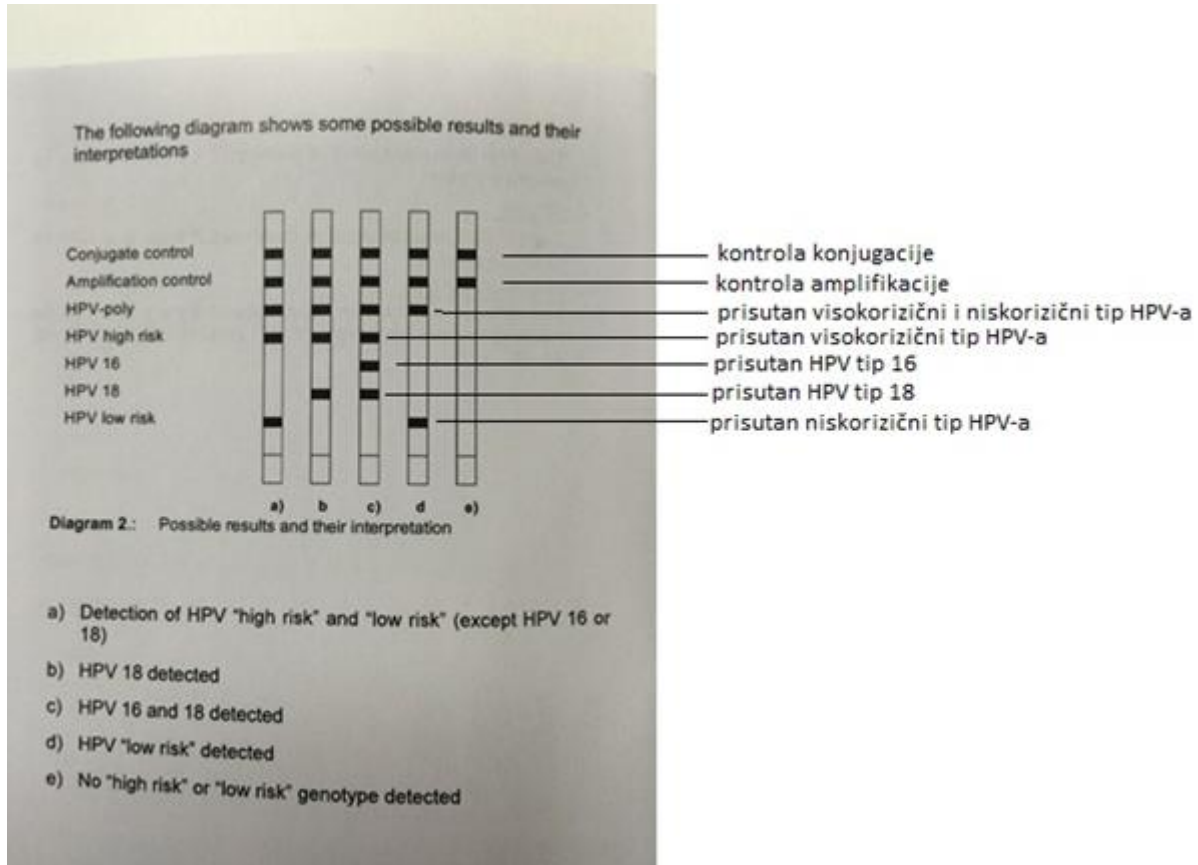 The following diagram shows some possible results and their
interpretations
Conjugate control
Amplification control
HPV-poly
HPV high risk
HPV 16
HPV 18
HPV low risk
kontrola konjugacije
kontrola amplifikacije
prisutan visokorizični i niskorizični tip HPV-a
prisutan visokorizični tip HPV-a
prisutan HPV tip 16
prisutan HPV tip 18
prisutan niskorizični tip HPV-a
a) b c) d e)
Diagram 2.: Possible results and their interpretation
a) Detection of HPV "high risk" and "low risk" (except HPV 16 or
18)
b) HPV 18 detected
c) HPV 16 and 18 detected
d) HPV "low risk" detected
e) No "high risk" or "low risk" genotype detected